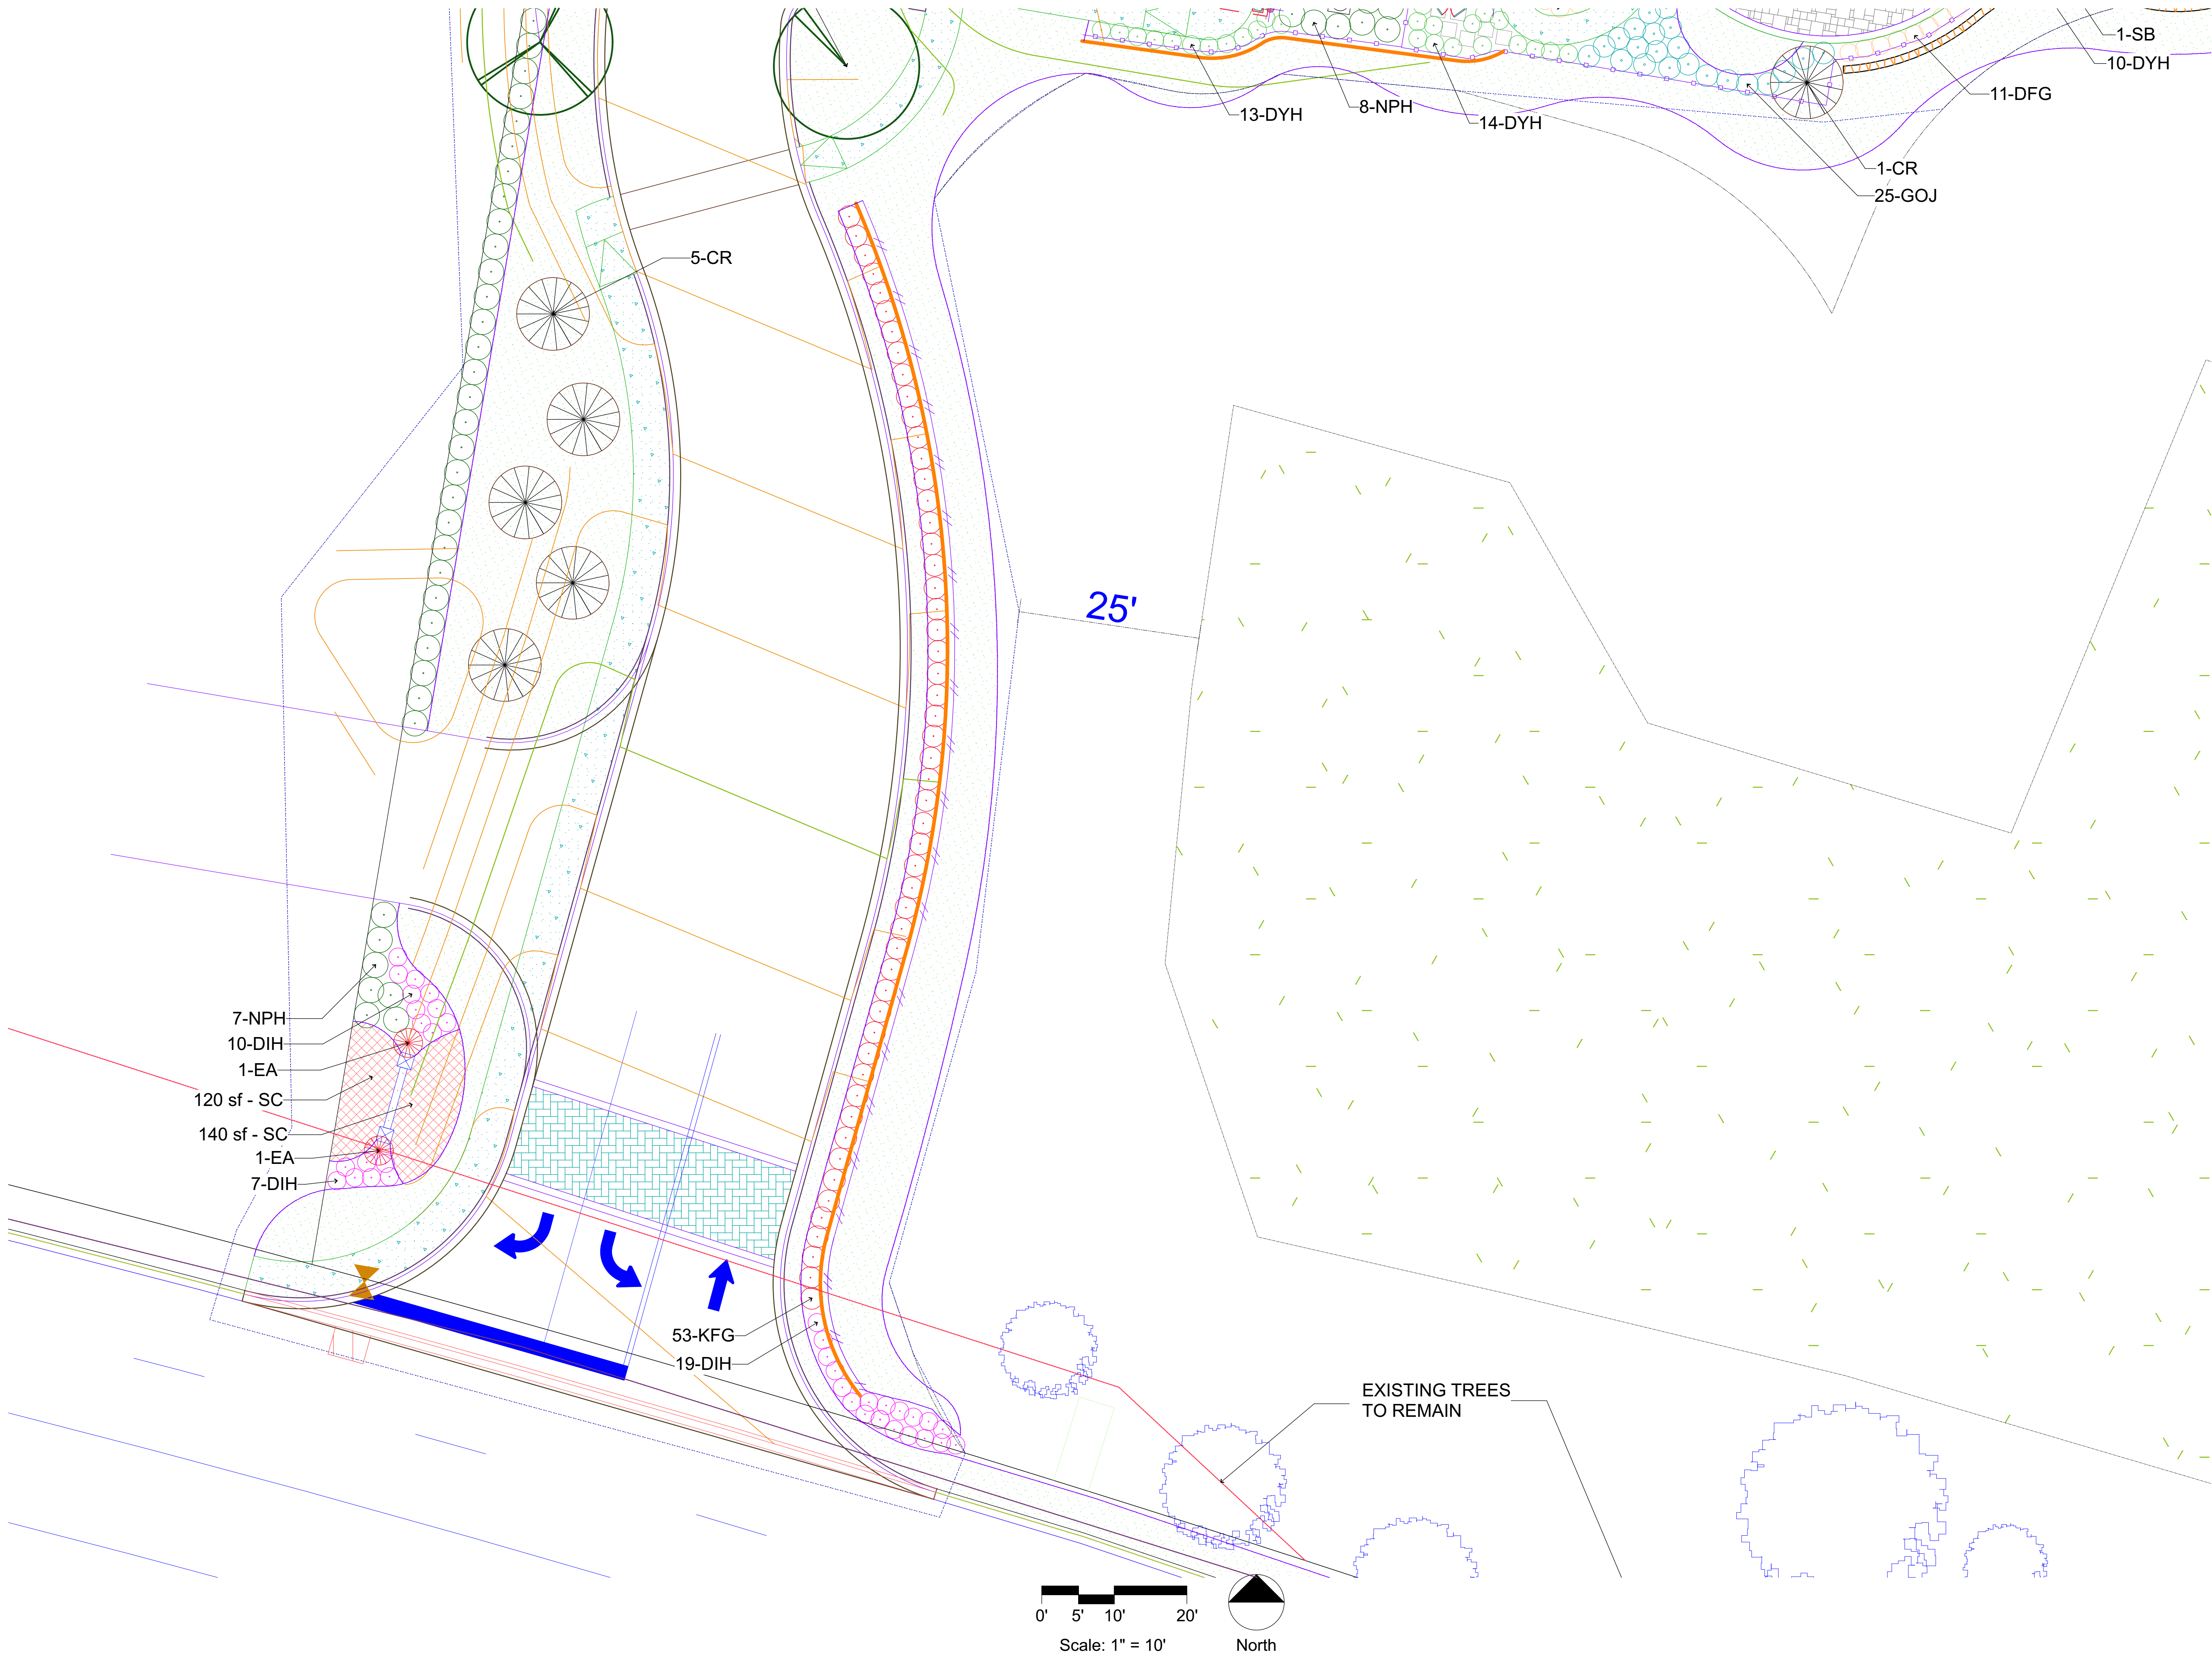 1-SB
10-DYH
11-DFG
13-DYH
8-NPH
14-DYH
1-CR
25-GOJ
5-CR
25'
7-NPH
10-DIH
1-EA
120 sf - SC
140 sf - SC
1-EA
7-DIH
53-KFG
19-DIH
EXISTING TREES
TO REMAIN
0' 5' 10' 20'
Scale: 1" = 10'
North